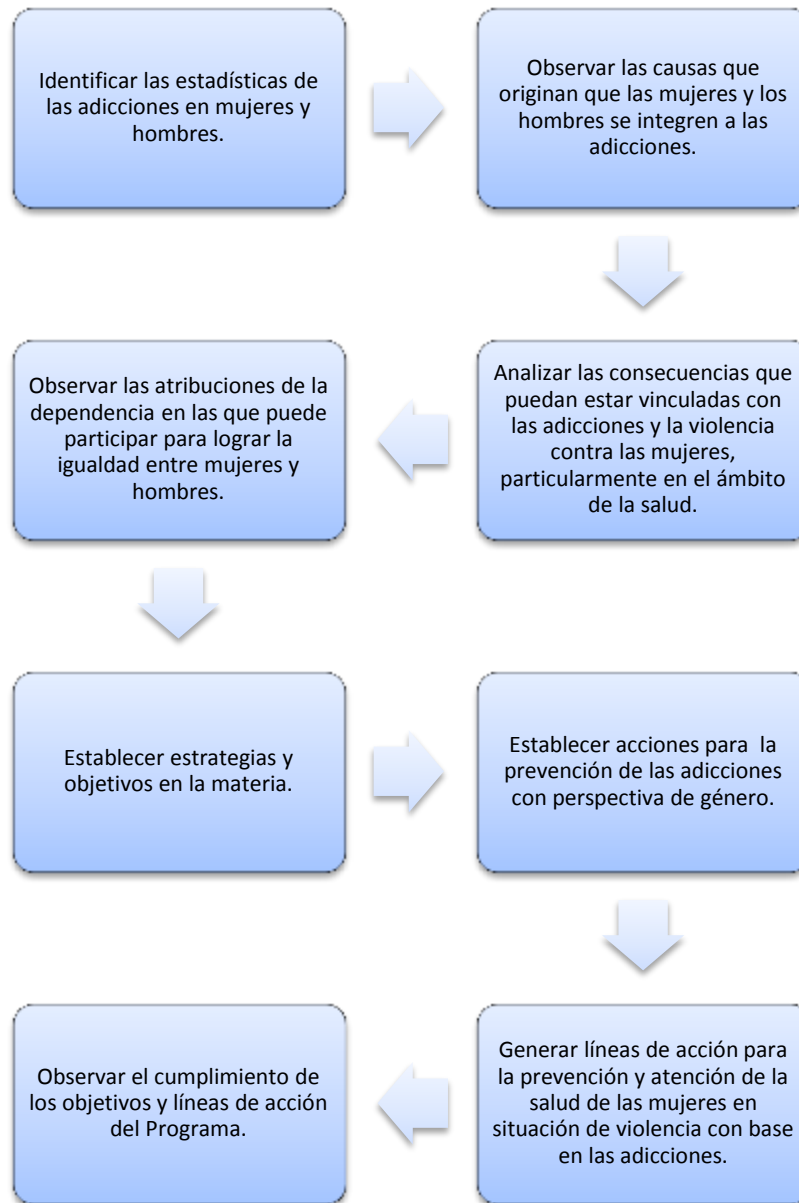 Identificar las estadísticas de
las adicciones en mujeres y
hombres.
Observar las causas que
originan que las mujeres y los
hombres se integren a las
adicciones.
Analizar las consecuencias que
puedan estar vinculadas con
las adicciones y la violencia
contra las mujeres,
particularmente en el ámbito
de la salud.
Observar las atribuciones de la
dependencia en las que puede
participar para lograr la
igualdad entre mujeres y
hombres.
Establecer estrategias y
objetivos en la materia.
Establecer acciones para la
prevención de las adicciones
con perspectiva de género.
Generar líneas de acción para
la prevención y atención de la
salud de las mujeres en
situación de violencia con base
en las adicciones.
Observar el cumplimiento de
los objetivos y líneas de acción
del Programa.